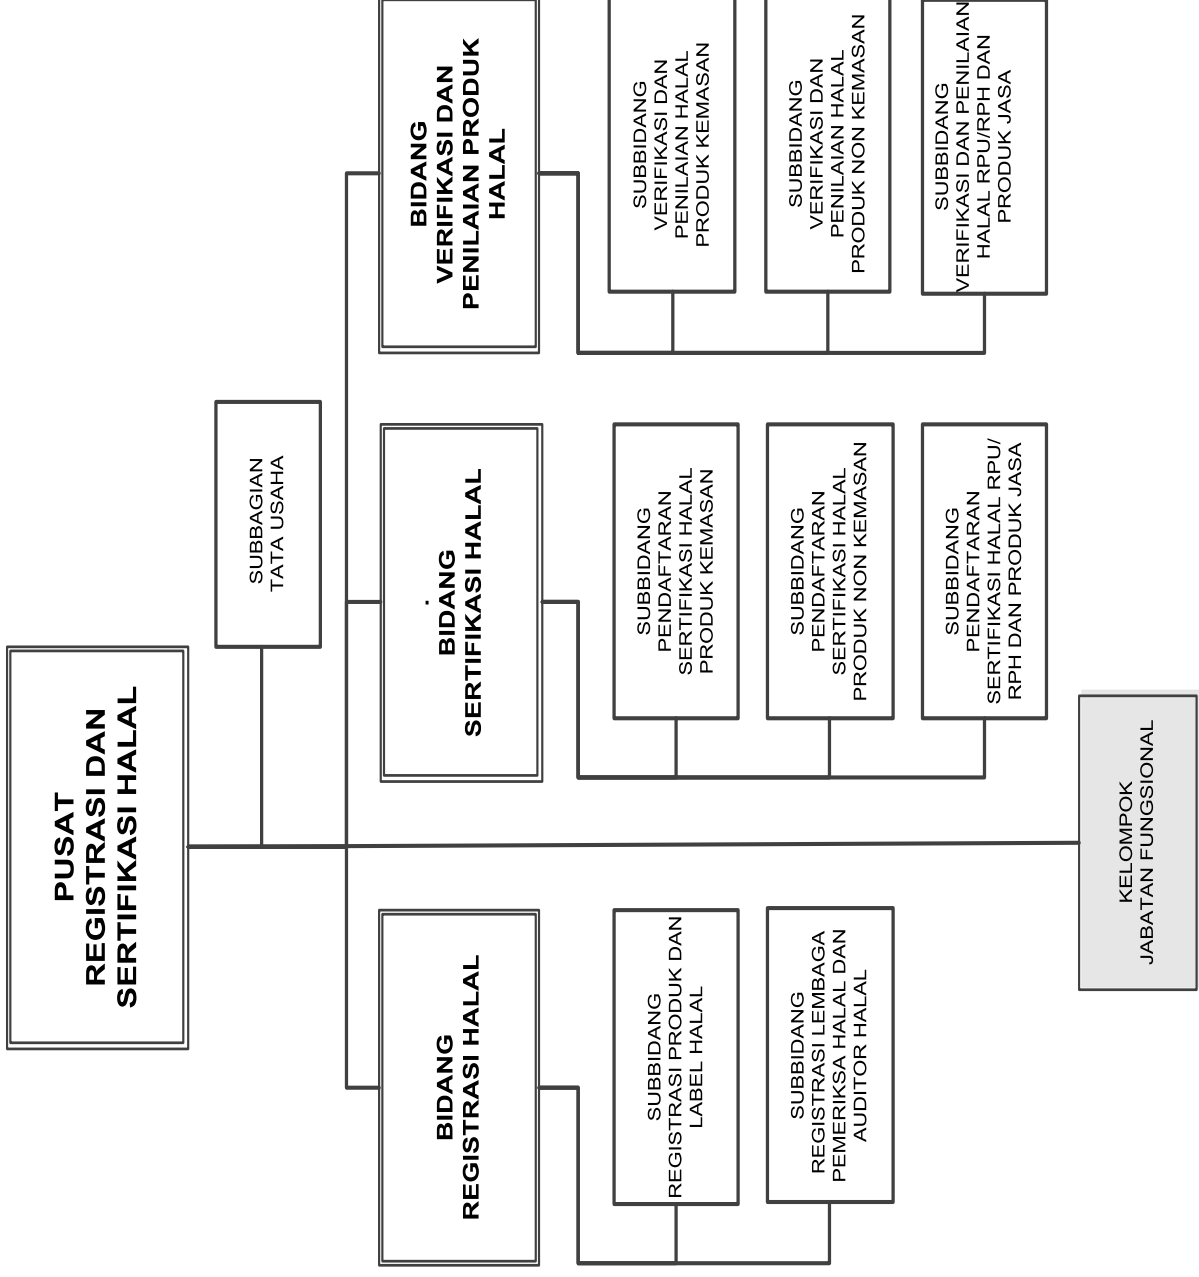 PUSAT
REGISTRASI DAN
SERTIFIKASI HALAL
SUBBAGIAN
TATA USAHA
BIDANG
REGISTRASI HALAL
BIDANG
SERTIFIKASI HALAL
BIDANG
VERIFIKASI DAN
PENILAIAN PRODUK
HALAL
SUBBIDANG
REGISTRASI PRODUK DAN
LABEL HALAL
SUBBIDANG
PENDAFTARAN
SERTIFIKASI HALAL
PRODUK KEMASAN
SUBBIDANG
VERIFIKASI DAN
PENILAIAN HALAL
PRODUK KEMASAN
SUBBIDANG
REGISTRASI LEMBAGA
PEMERIKSA HALAL DAN
AUDITOR HALAL
SUBBIDANG
PENDAFTARAN
SERTIFIKASI HALAL
PRODUK NON KEMASAN
SUBBIDANG
VERIFIKASI DAN
PENILAIAN HALAL
PRODUK NON KEMASAN
SUBBIDANG
PENDAFTARAN
SERTIFIKASI HALAL RPU/
RPH DAN PRODUK JASA
SUBBIDANG
VERIFIKASI DAN PENILAIAN
HALAL RPU/RPH DAN
PRODUK JASA
KELOMPOK
JABATAN FUNGSIONAL